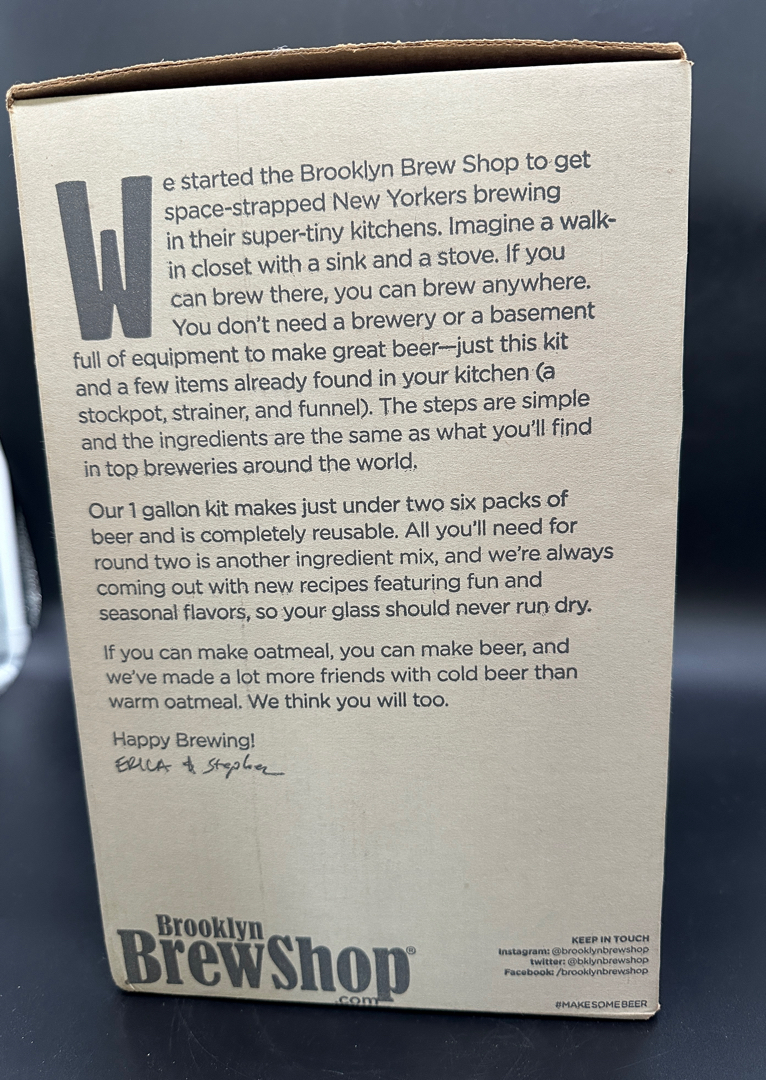 We started the Brooklyn Brew Shop to get
space-strapped New Yorkers brewing
in their super-tiny kitchens. Imagine a walk-
in closet with a sink and a stove. If you
can brew there, you can brew anywhere.
You don't need a brewery or a basement
full of equipment to make great beer—just this kit
and a few items already found in your kitchen (a
stockpot, strainer, and funnel). The steps are simple
and the ingredients are the same as what you'll find
in top breweries around the world.
Our 1 gallon kit makes just under two six packs of
beer and is completely reusable. All you'll need for
round two is another ingredient mix, and we're always
coming out with new recipes featuring fun and
seasonal flavors, so your glass should never run dry.
If you can make oatmeal, you can make beer, and
we've made a lot more friends with cold beer than
warm oatmeal. We think you will too.
Happy Brewing!
ERICA & Stephen
Brooklyn
BrewShop®
.com
KEEP IN TOUCH
Instagram: @brooklynbrewshop
twitter: @bklynbrewshop
Facebook: /brooklynbrewshop
#MAKESOMEBEER